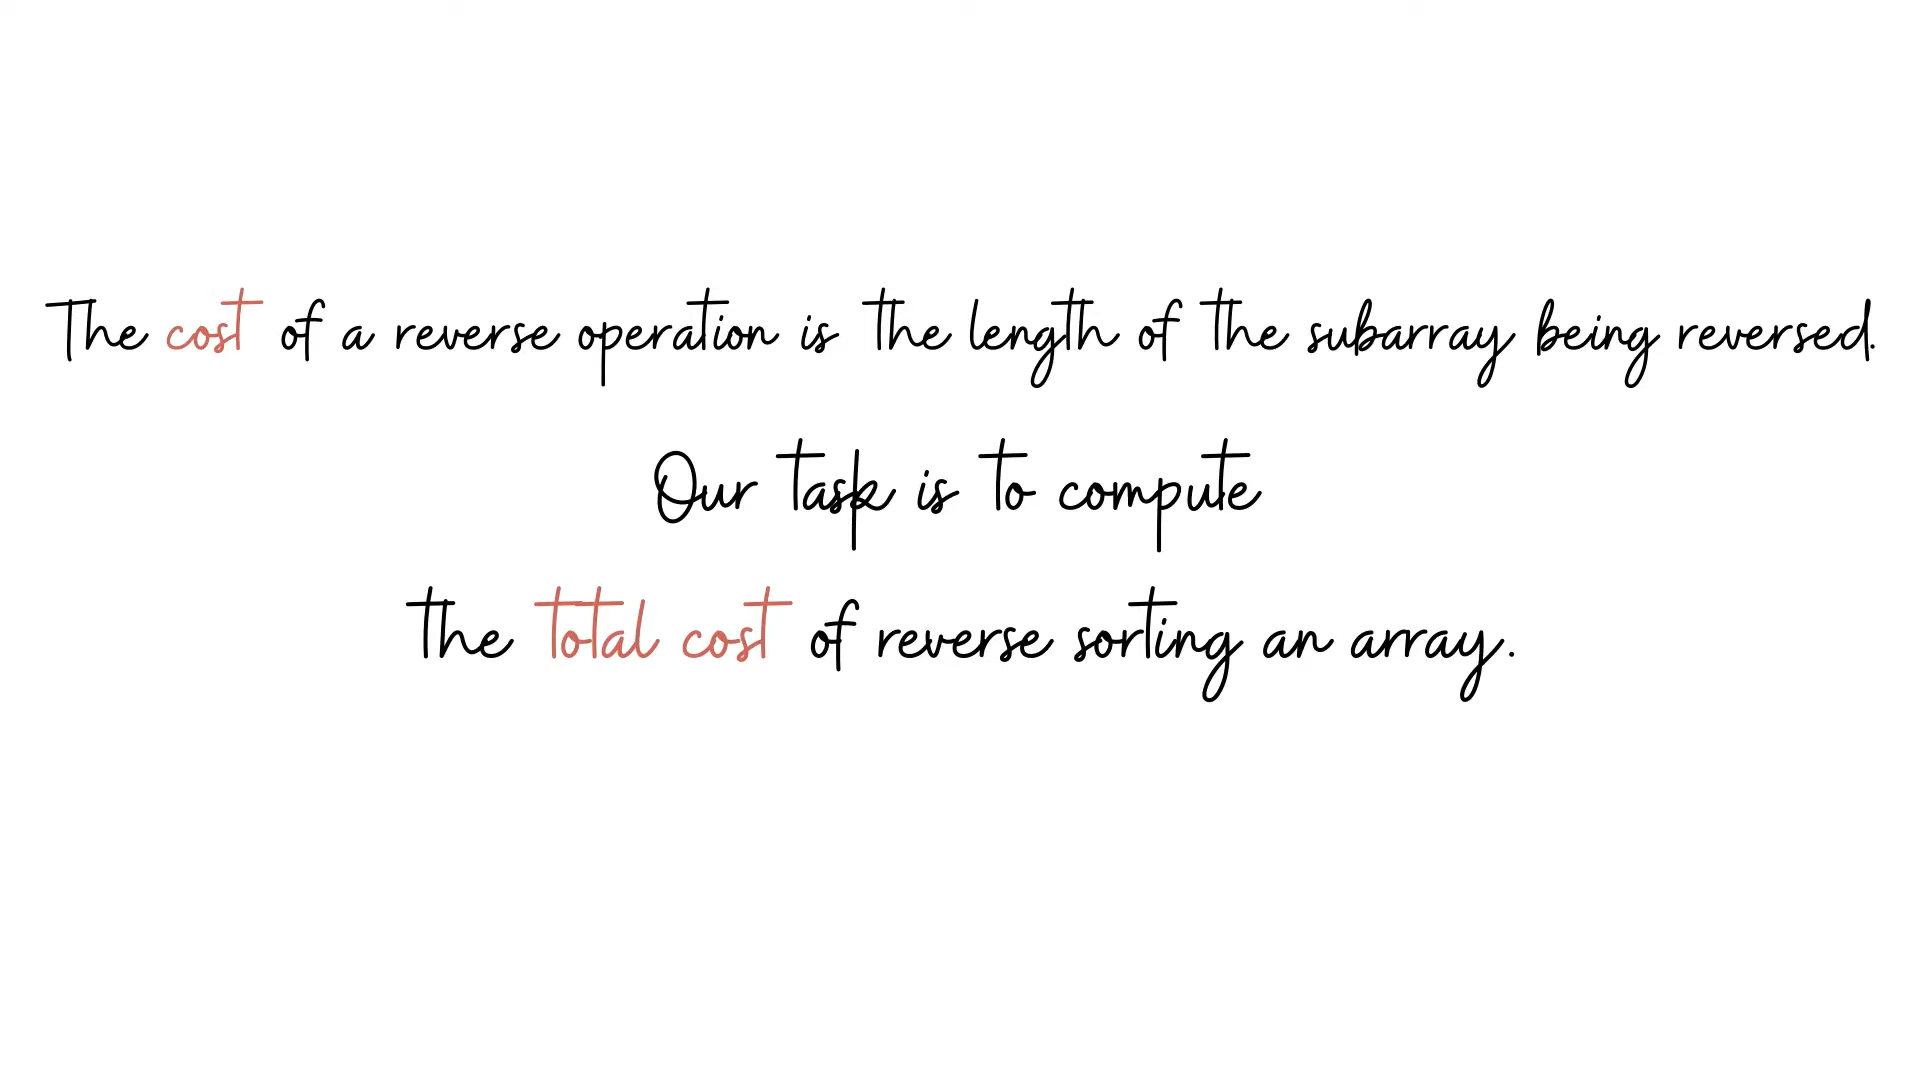 The cost of a reverse operation is the length of the subarray being reversed.
Our task is to compute
the total cost of reverse sorting an array.